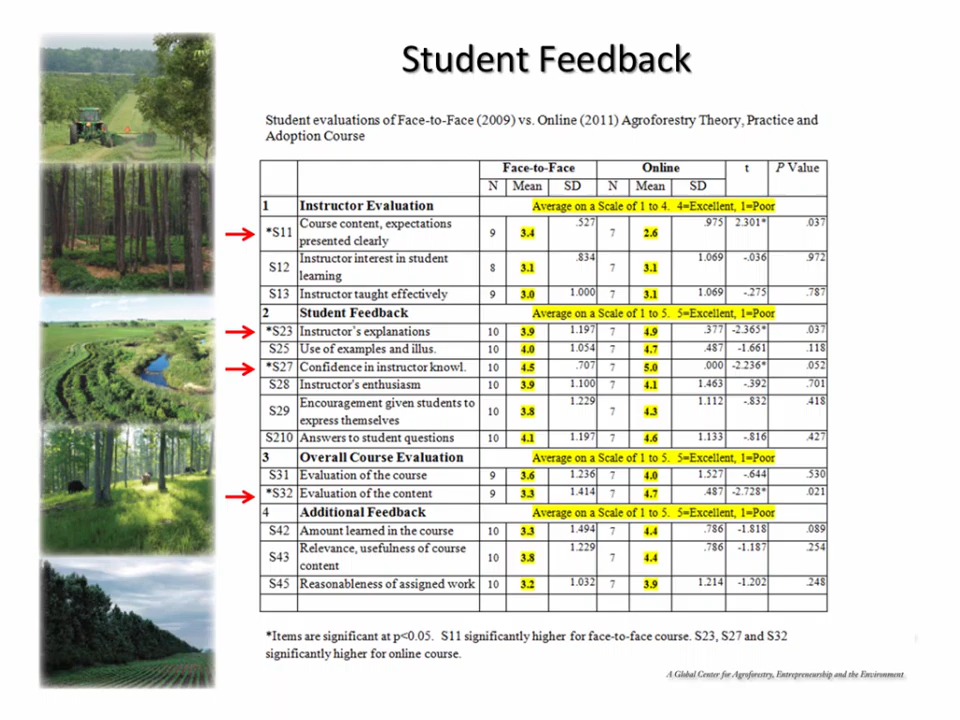 Student Feedback
Student evaluations of Face-to-Face (2009) vs. Online (2011) Agroforestry Theory, Practice and
Adoption Course
Face-to-Face Online t P Value
N Mean SD N Mean SD
1 Instructor Evaluation Average on a Scale of 1 to 4. 4=Excellent, 1=Poor
*S11 Course content, expectations presented clearly 9 3.4 .527 7 2.6 .975 2.301* .037
S12 Instructor interest in student learning 8 3.1 .834 7 3.1 1.069 -.036 .972
S13 Instructor taught effectively 9 3.0 1.000 7 3.1 1.069 -.275 .787
2 Student Feedback Average on a Scale of 1 to 5. 5=Excellent, 1=Poor
*S23 Instructor's explanations 10 3.9 1.197 7 4.9 .377 -2.365* .037
S25 Use of examples and illus. 10 4.0 1.054 7 4.7 .487 -1.661 .118
*S27 Confidence in instructor knowl. 10 4.5 .707 7 5.0 .000 -2.236* .052
S28 Instructor's enthusiasm 10 3.9 1.100 7 4.1 1.463 -.392 .701
S29 Encouragement given students to express themselves 10 3.8 1.229 7 4.3 1.112 -.832 .418
S210 Answers to student questions 10 4.1 1.197 7 4.6 1.133 -.816 .427
3 Overall Course Evaluation Average on a Scale of 1 to 5. 5=Excellent, 1=Poor
S31 Evaluation of the course 9 3.6 1.236 7 4.0 1.527 -.644 .530
*S32 Evaluation of the content 9 3.3 1.414 7 4.7 .487 -2.728* .021
4 Additional Feedback Average on a Scale of 1 to 5. 5=Excellent, 1=Poor
S42 Amount learned in the course 10 3.3 1.494 7 4.4 .786 -1.818 .089
S43 Relevance, usefulness of course content 10 3.8 1.229 7 4.4 .786 -1.187 .254
S45 Reasonableness of assigned work 10 3.2 1.032 7 3.9 1.214 -1.202 .248
*Items are significant at p<0.05. S11 significantly higher for face-to-face course. S23, S27 and S32
significantly higher for online course.
A Global Center for Agroforestry, Entrepreneurship and the Environment